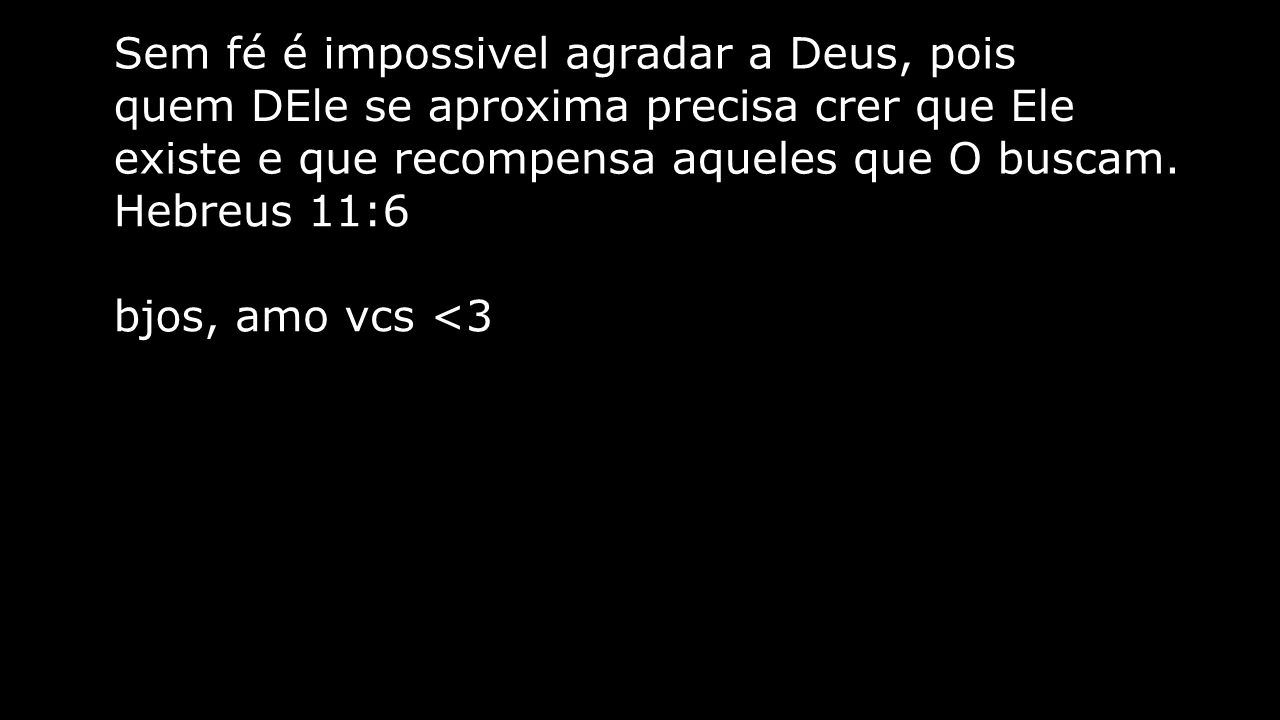 Sem fé é impossivel agradar a Deus, pois
quem DEle se aproxima precisa crer que Ele
existe e que recompensa aqueles que O buscam.
Hebreus 11:6
bjos, amo vcs <3